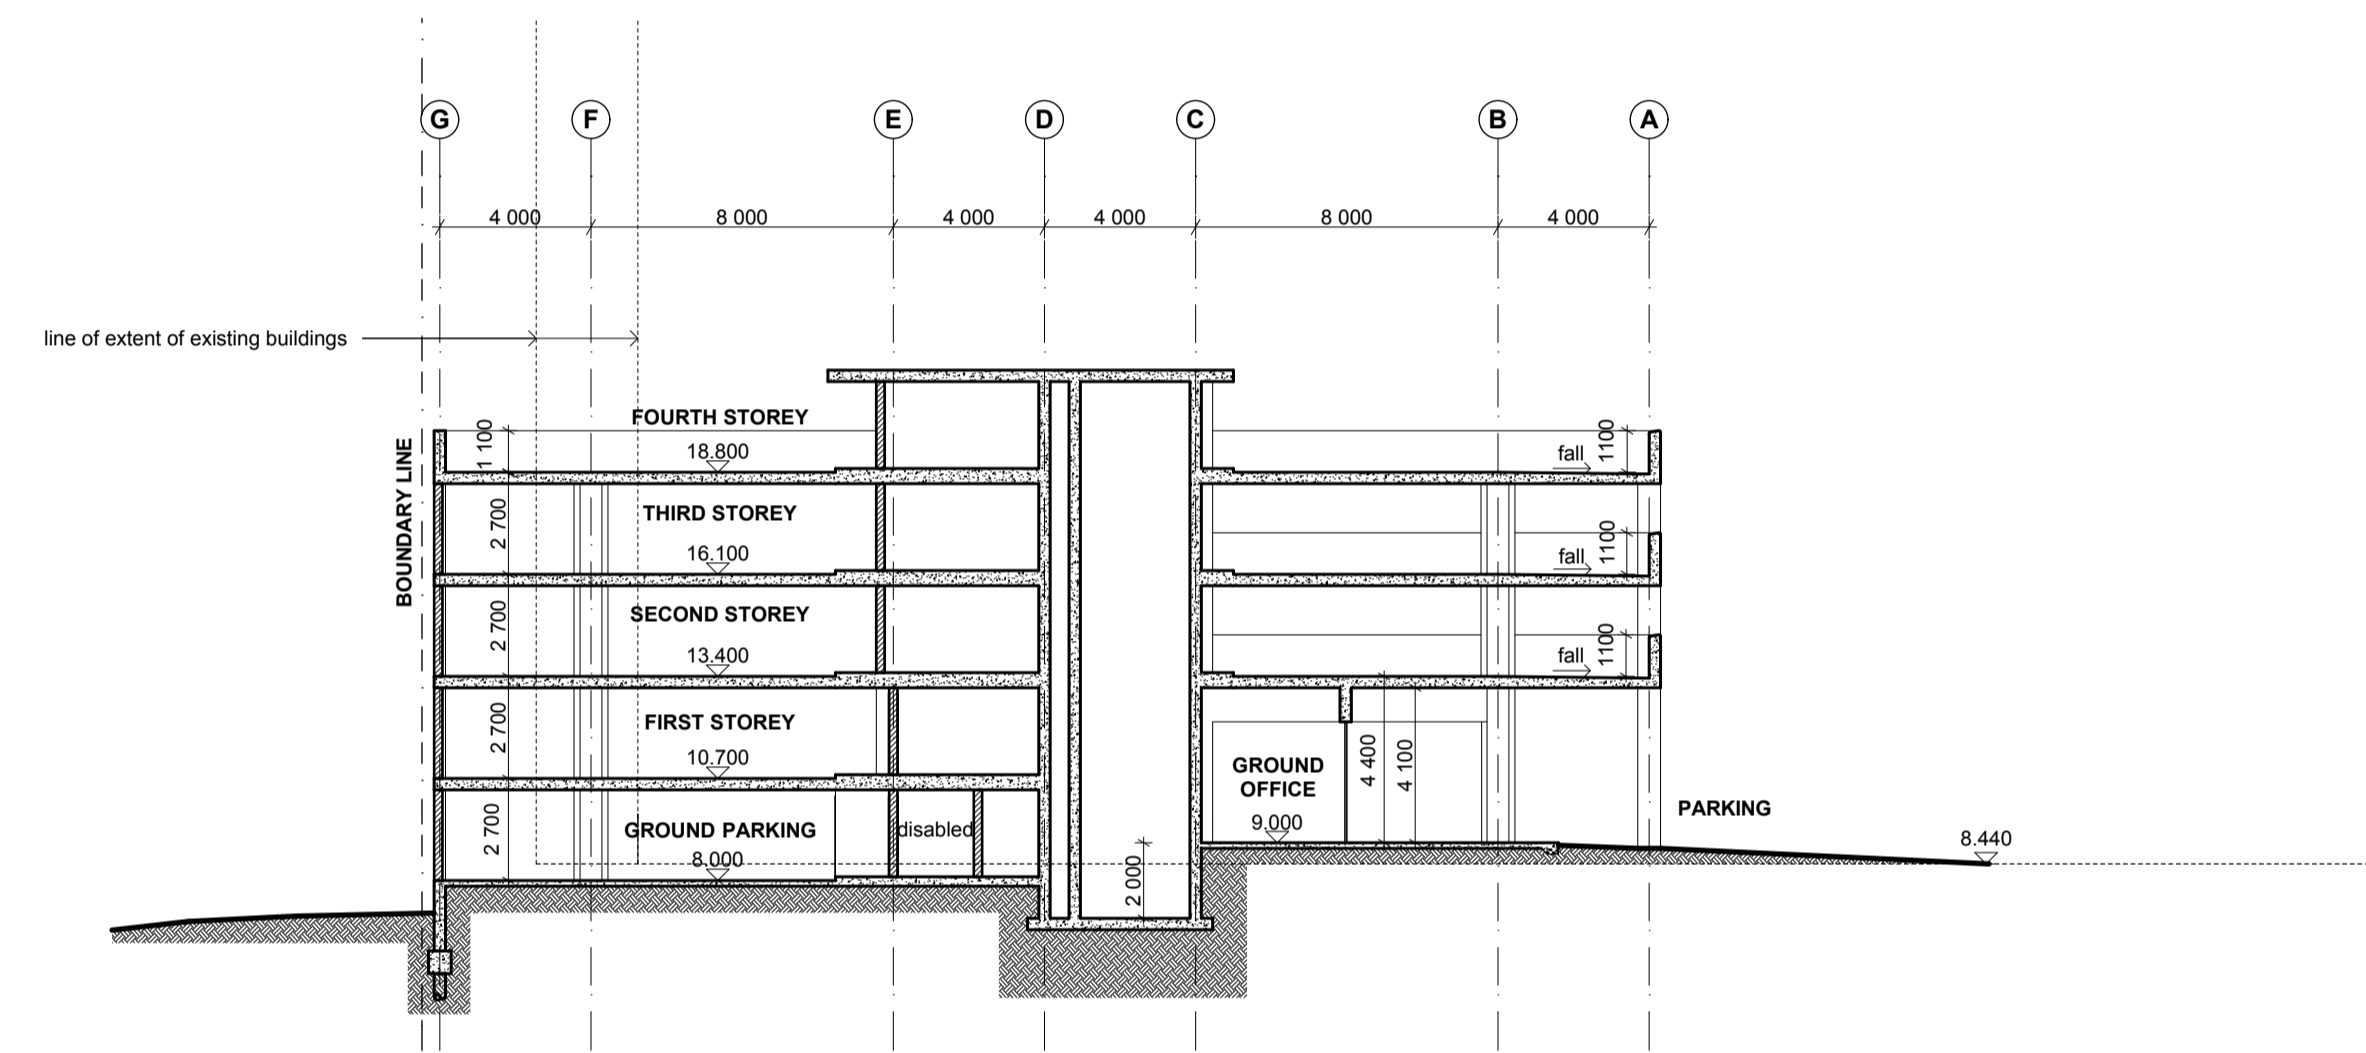 G F E D C B A
4 000 8 000 4 000 4 000 8 000 4 000
line of extent of existing buildings
BOUNDARY LINE
FOURTH STOREY
18.800
1 100
fall 1100
THIRD STOREY
16.100
2 700
fall 1100
SECOND STOREY
13.400
2 700
fall 1100
FIRST STOREY
10.700
2 700
GROUND PARKING
8.000
2 700
disabled
2 000
GROUND
OFFICE
9.000
4 400
4 100
PARKING
8.440